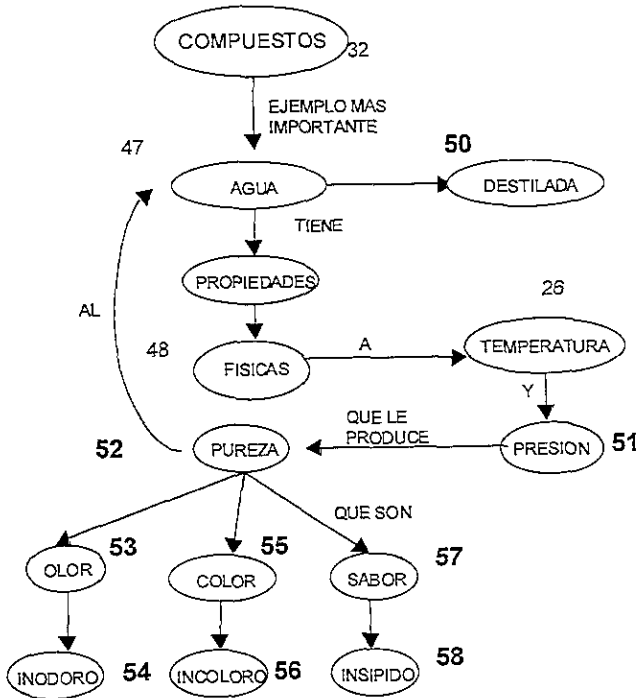 COMPUESTOS
32
EJEMPLO MAS
IMPORTANTE
47
50
AGUA
DESTILADA
TIENE
PROPIEDADES
26
AL
48
FISICAS
A
TEMPERATURA
Y
QUE LE
PRODUCE
52
PUREZA
PRESION
51
QUE SON
53
55
57
OLOR
COLOR
SABOR
INODORO
54
INCOLORO
56
INSIPIDO
58